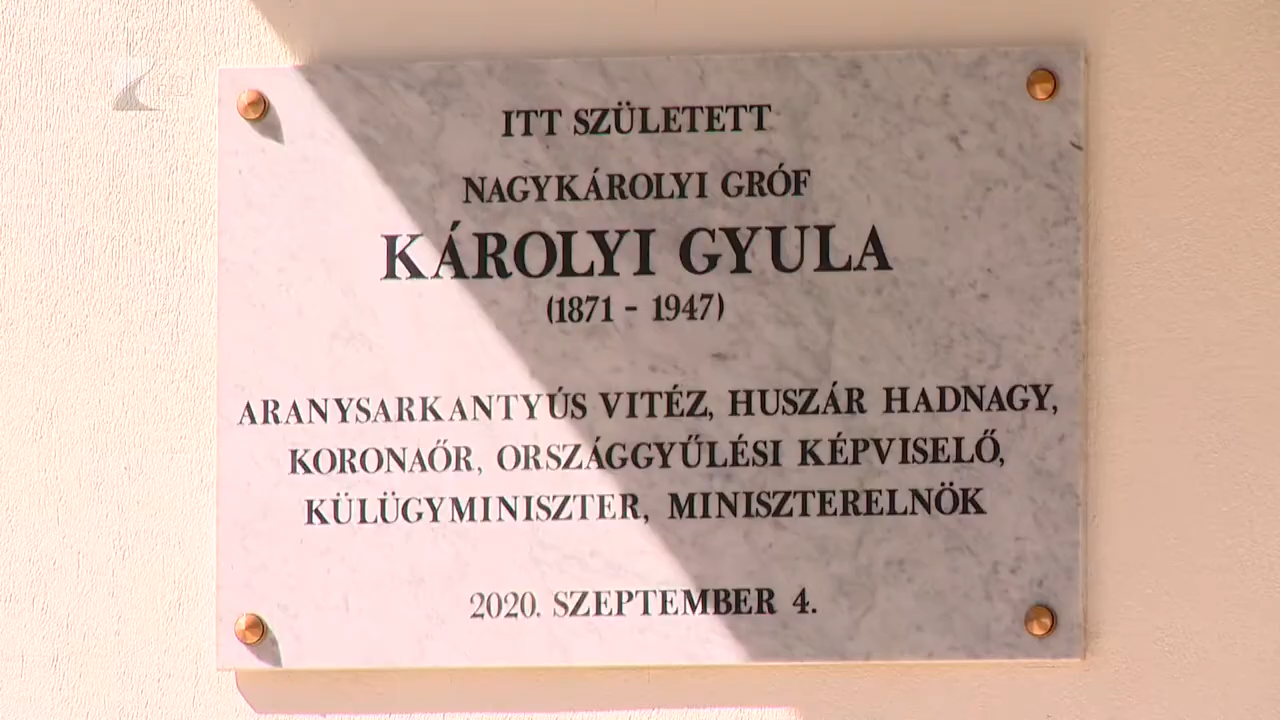 ITT SZÜLETETT
NAGYKÁROLYI GRÓF
KÁROLYI GYULA
(1871 - 1947)
ARANYSARKANTYÚS VITÉZ, HUSZÁR HADNAGY,
KORONAŐR, ORSZÁGGYŰLÉSI KÉPVISELŐ,
KÜLÜGYMINISZTER, MINISZTERELNÖK
2020. SZEPTEMBER 4.